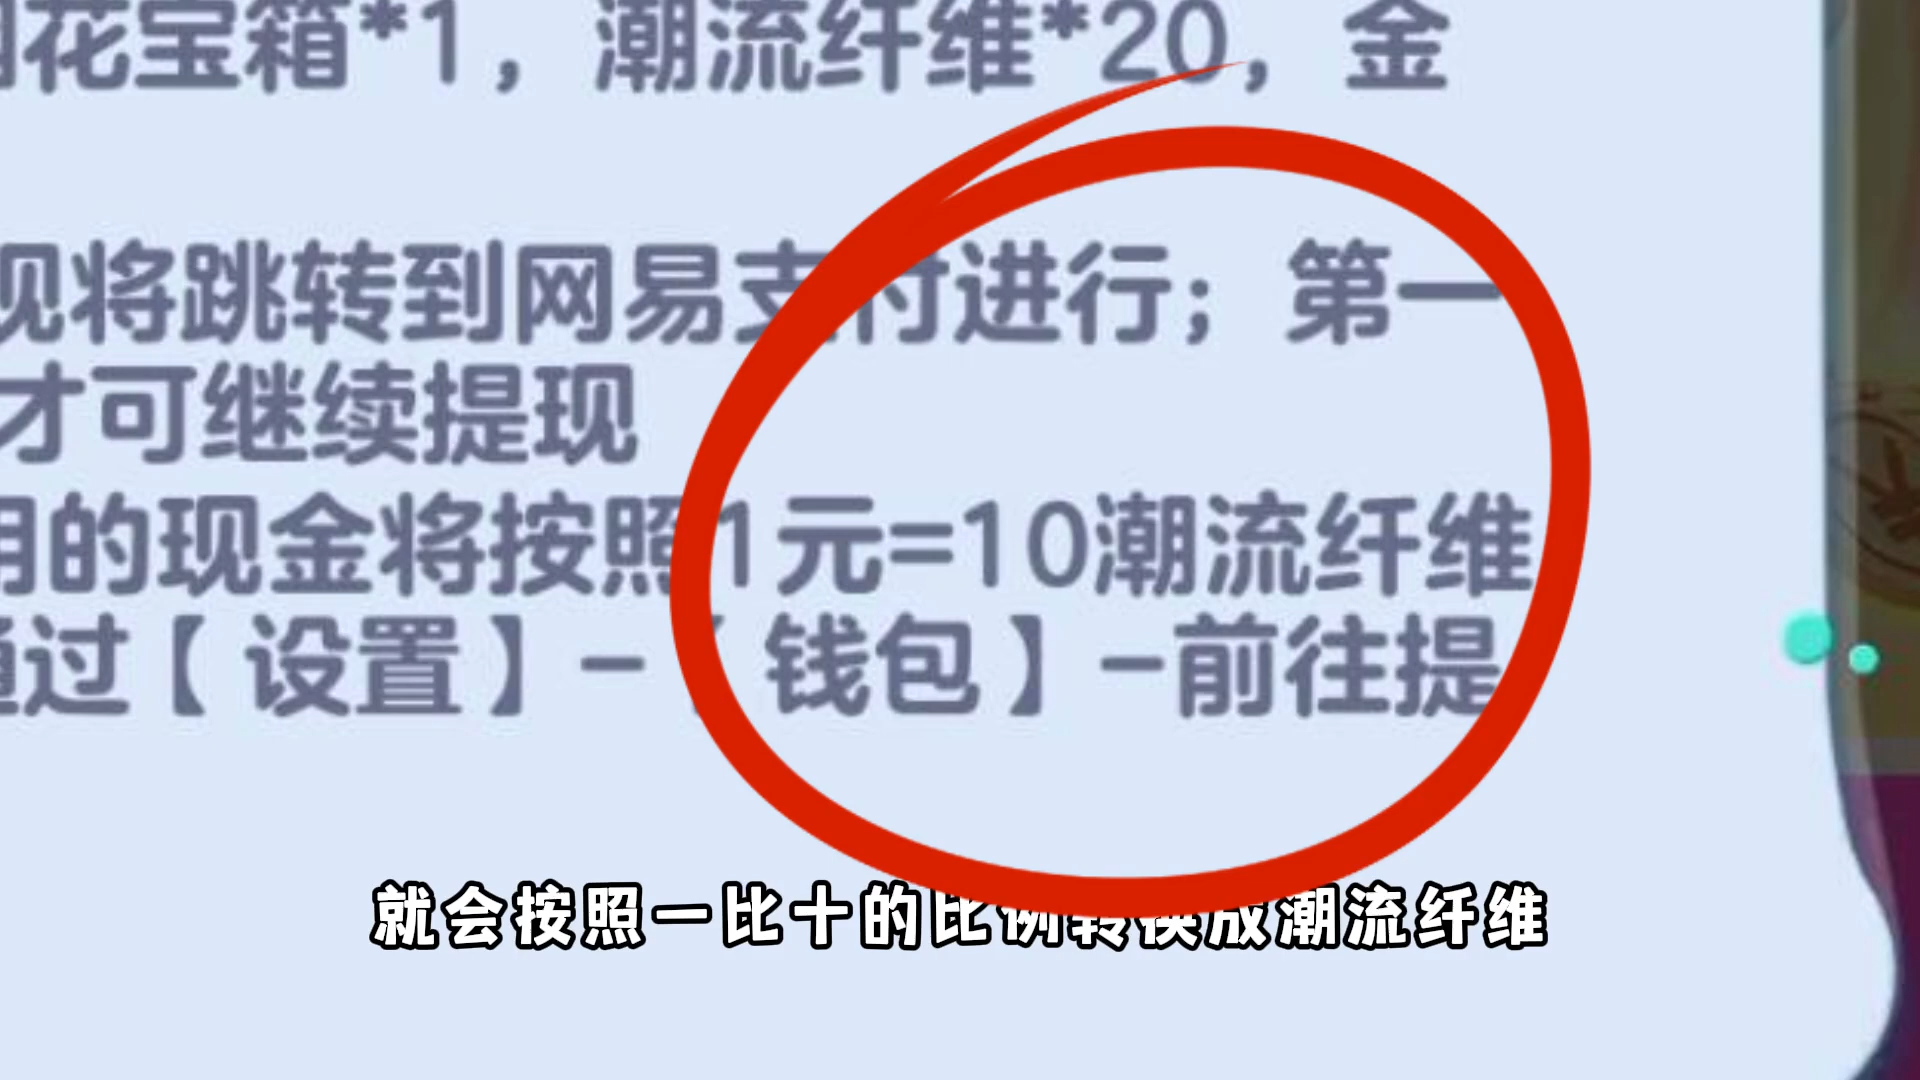 花宝箱*1，潮流纤维*20，金
现将跳转到网易支付进行；第一
才可继续提现
的现金将按照1元=10潮流纤维
通过【设置】-【钱包】-前往提
就会按照一比十的比例转换成潮流纤维